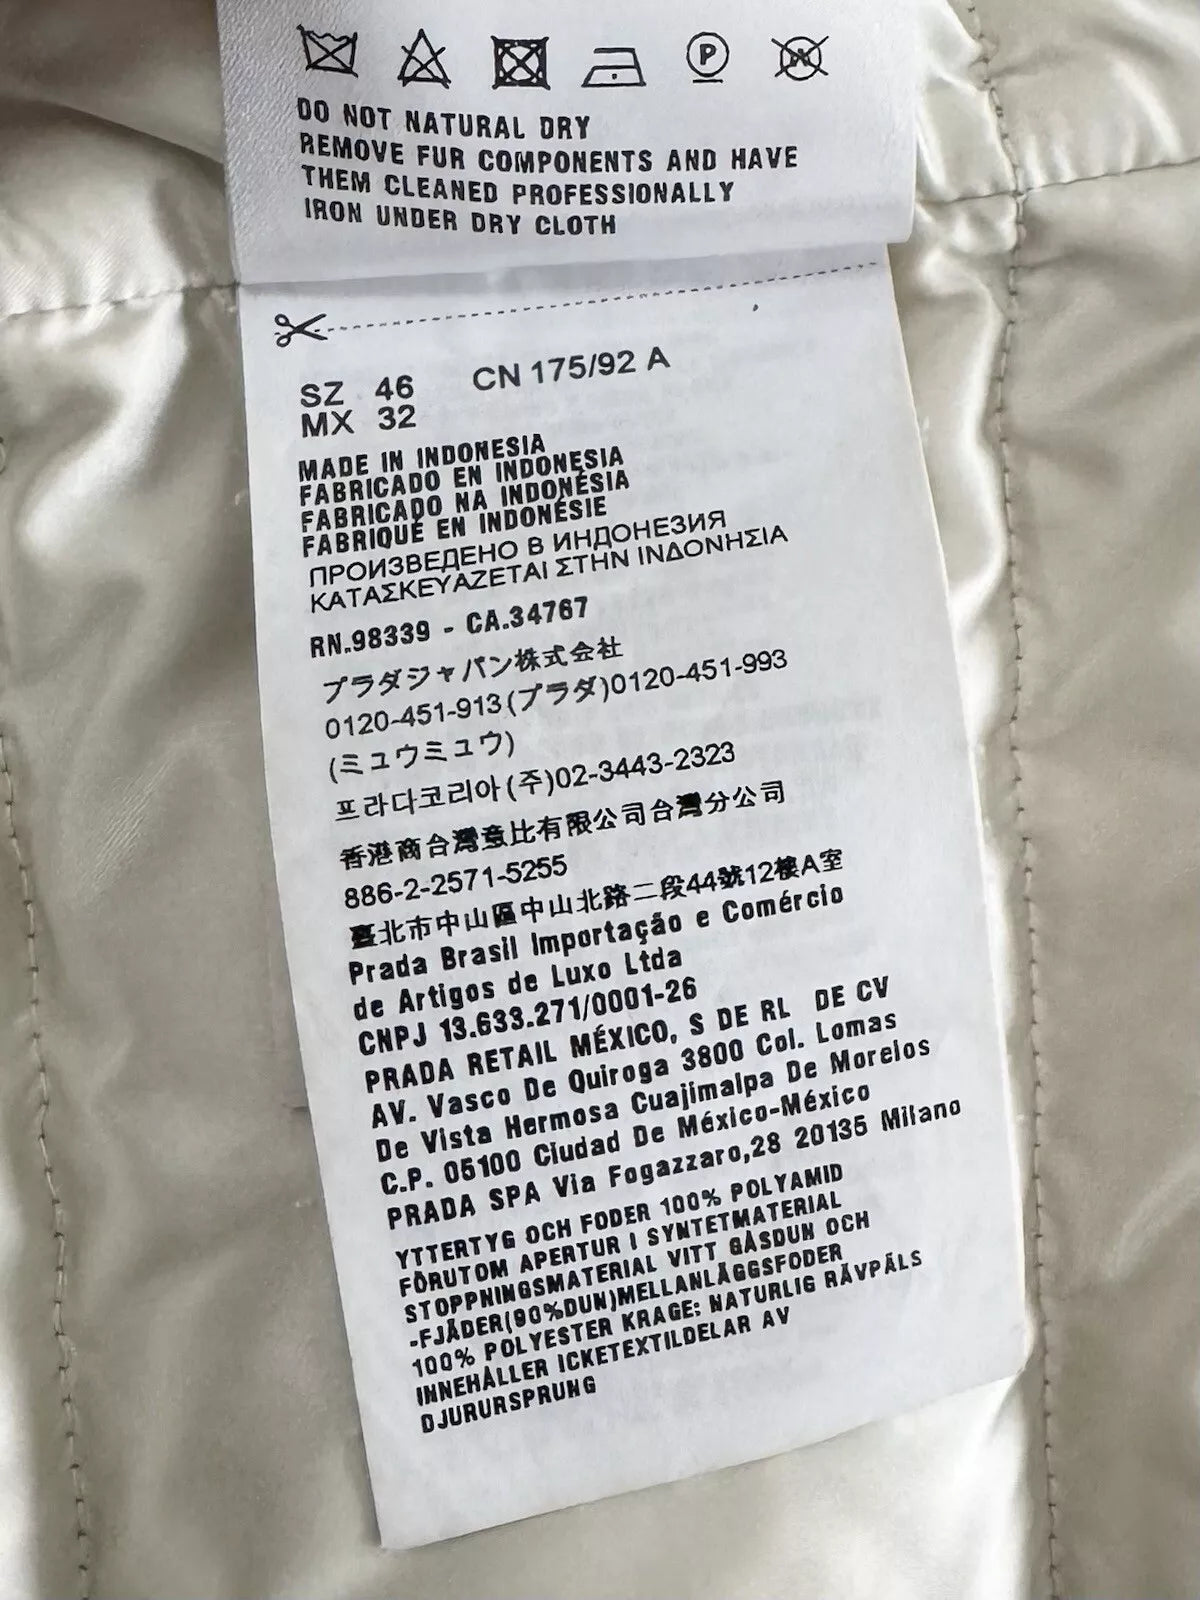 DO NOT NATURAL DRY
REMOVE FUR COMPONENTS AND HAVE
THEM CLEANED PROFESSIONALLY
IRON UNDER DRY CLOTH
SZ 46 CN 175/92 A
MX 32
MADE IN INDONESIA
FABRICADO EN INDONESIA
FABRICADO NA INDONÉSIA
FABRIQUÉ EN INDONÉSIE
ПРОИЗВЕДЕНО В ИНДОНЕЗИЯ
ΚΑΤΑΣΚΕΥΑΖΕΤΑΙ ΣΤΗΝ ΙΝΔΟΝΗΣΙΑ
RN.98339 - CA.34767
プラダジャパン株式会社
0120-451-913(プラダ)0120-451-993
(ミュウミュウ)
프라다코리아(주)02-3443-2323
香港商台灣意比有限公司台灣分公司
886-2-2571-5255
臺北市中山區中山北路二段44號12樓A室
Prada Brasil Importação e Comércio
de Artigos de Luxo Ltda
CNPJ 13.633.271/0001-26
PRADA RETAIL MÉXICO, S DE RL DE CV
AV. Vasco De Quiroga 3800 Col. Lomas
De Vista Hermosa Cuajimalpa De Morelos
C.P. 05100 Ciudad De México-México
PRADA SPA Via Fogazzaro,28 20135 Milano
YTTERTYG OCH FODER 100% POLYAMID
FÖRUTOM APERTUR I SYNTETMATERIAL
STOPPNINGSMATERIAL VITT GÅSDUN OCH
-FJÄDER(90%DUN)MELLANLÄGGSFODER
100% POLYESTER KRAGE: NATURLIG RÄVPÄLS
INNEHÅLLER ICKETEXTILDELAR AV
DJURURSPRUNG